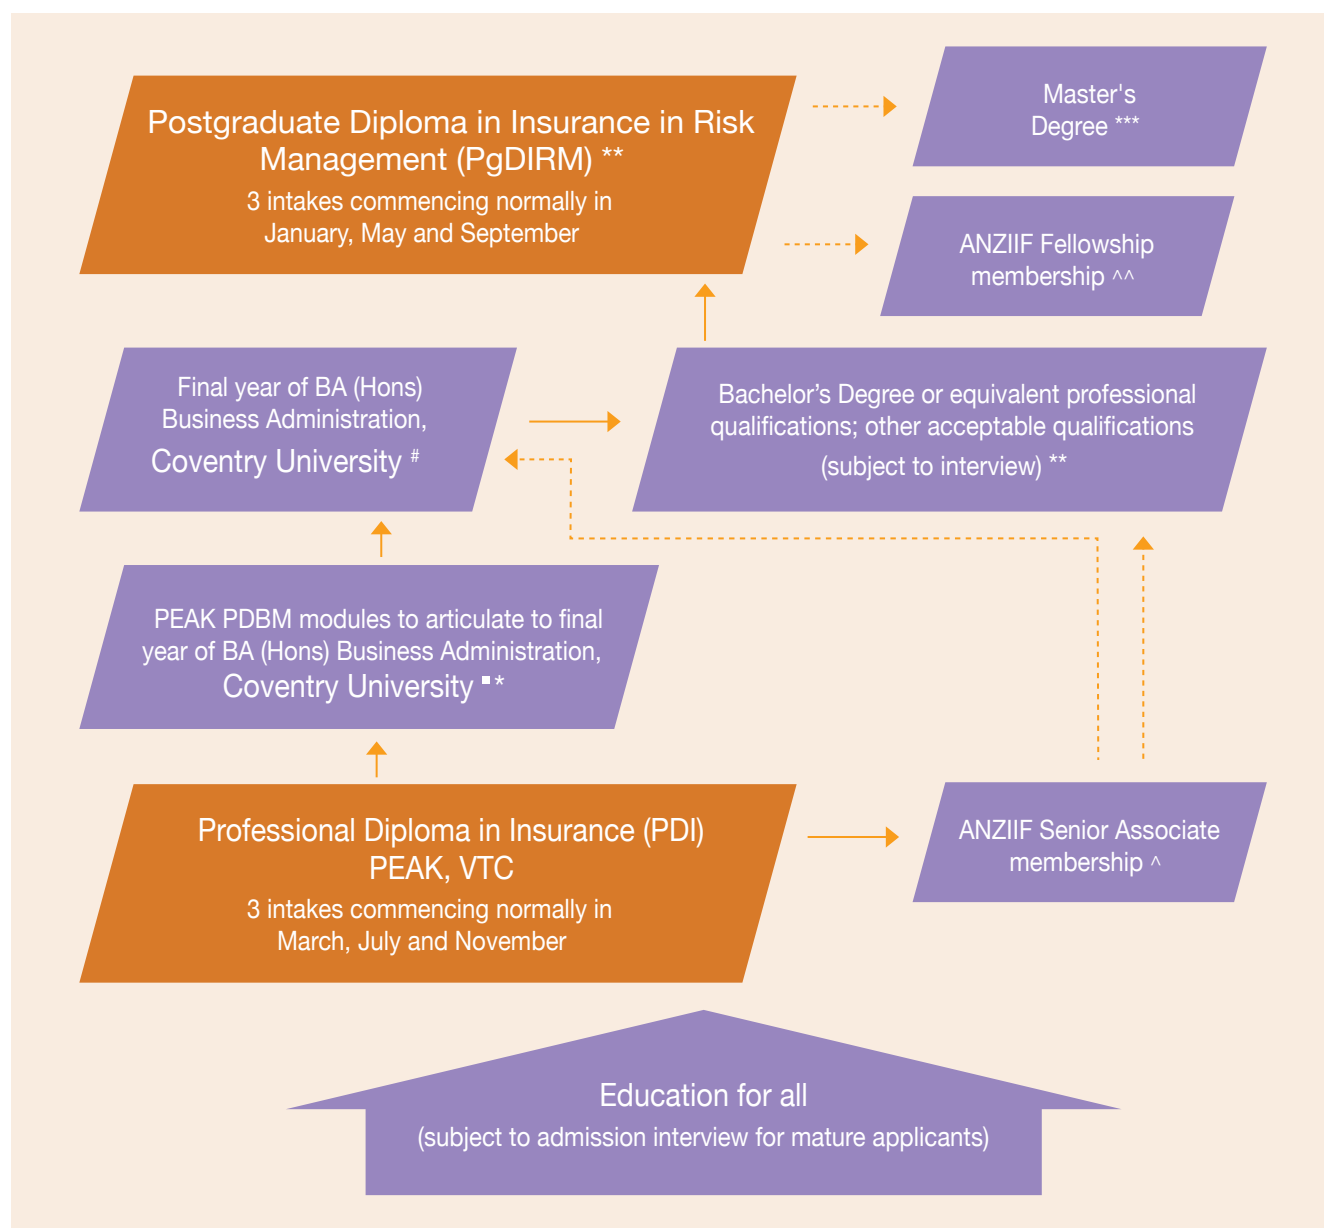 Postgraduate Diploma in Insurance in Risk
Management (PgDIRM) **
3 intakes commencing normally in
January, May and September
Master's
Degree ***
ANZIIF Fellowship
membership ^^
Final year of BA (Hons)
Business Administration,
Coventry University #
Bachelor’s Degree or equivalent professional
qualifications; other acceptable qualifications
(subject to interview) **
PEAK PDBM modules to articulate to final
year of BA (Hons) Business Administration,
Coventry University ■*
Professional Diploma in Insurance (PDI)
PEAK, VTC
3 intakes commencing normally in
March, July and November
ANZIIF Senior Associate
membership ^
Education for all
(subject to admission interview for mature applicants)